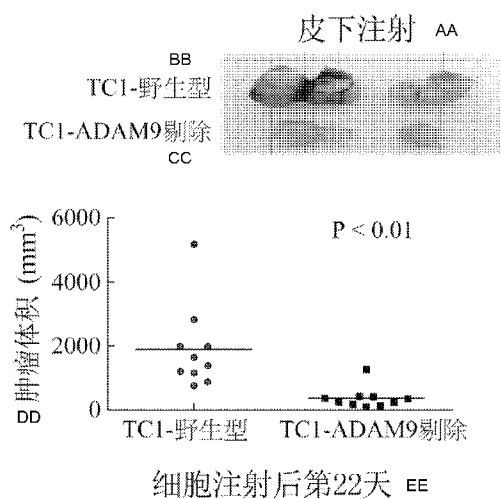 皮下注射 AA
BB
TC1-野生型
TC1-ADAM9剔除
CC
6000
P < 0.01
4000
肿瘤体积 (mm³)
2000
DD
0
TC1-野生型 TC1-ADAM9剔除
细胞注射后第22天 EE